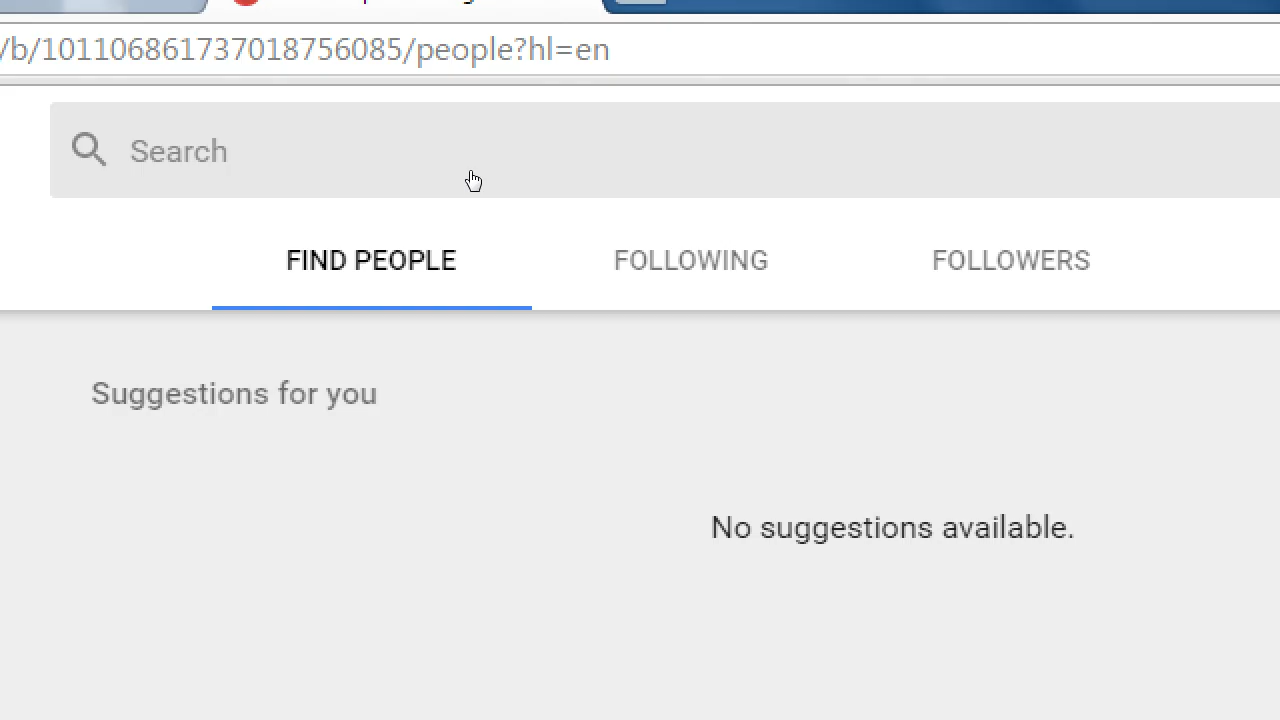 /b/101106861737018756085/people?hl=en
Search
FIND PEOPLE FOLLOWING FOLLOWERS
Suggestions for you
No suggestions available.